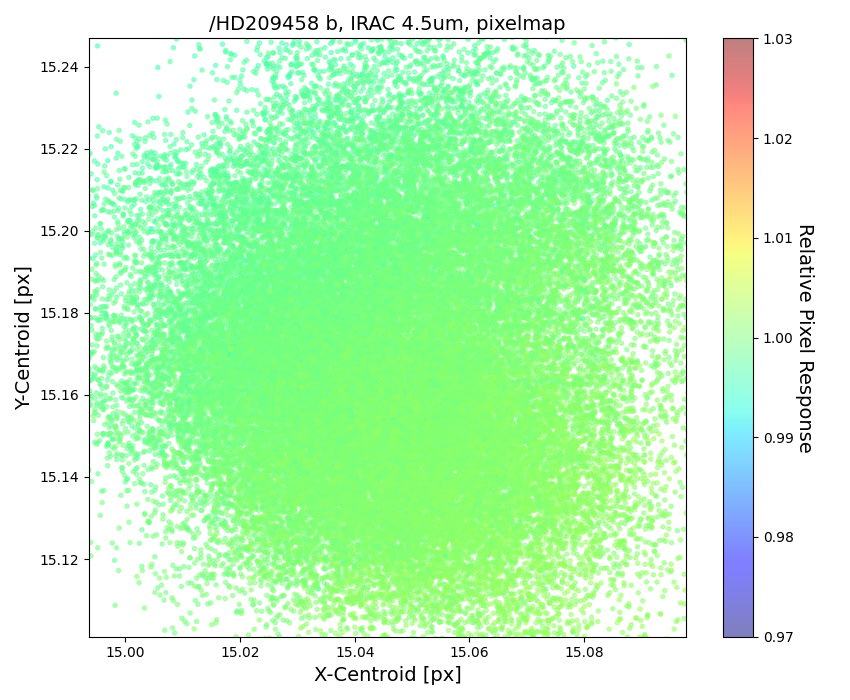 /HD209458 b, IRAC 4.5um, pixelmap
Y-Centroid [px]
15.24
15.22
15.20
15.18
15.16
15.14
15.12
15.00 15.02 15.04 15.06 15.08
X-Centroid [px]
1.03
1.02
1.01
1.00
0.99
0.98
0.97
Relative Pixel Response